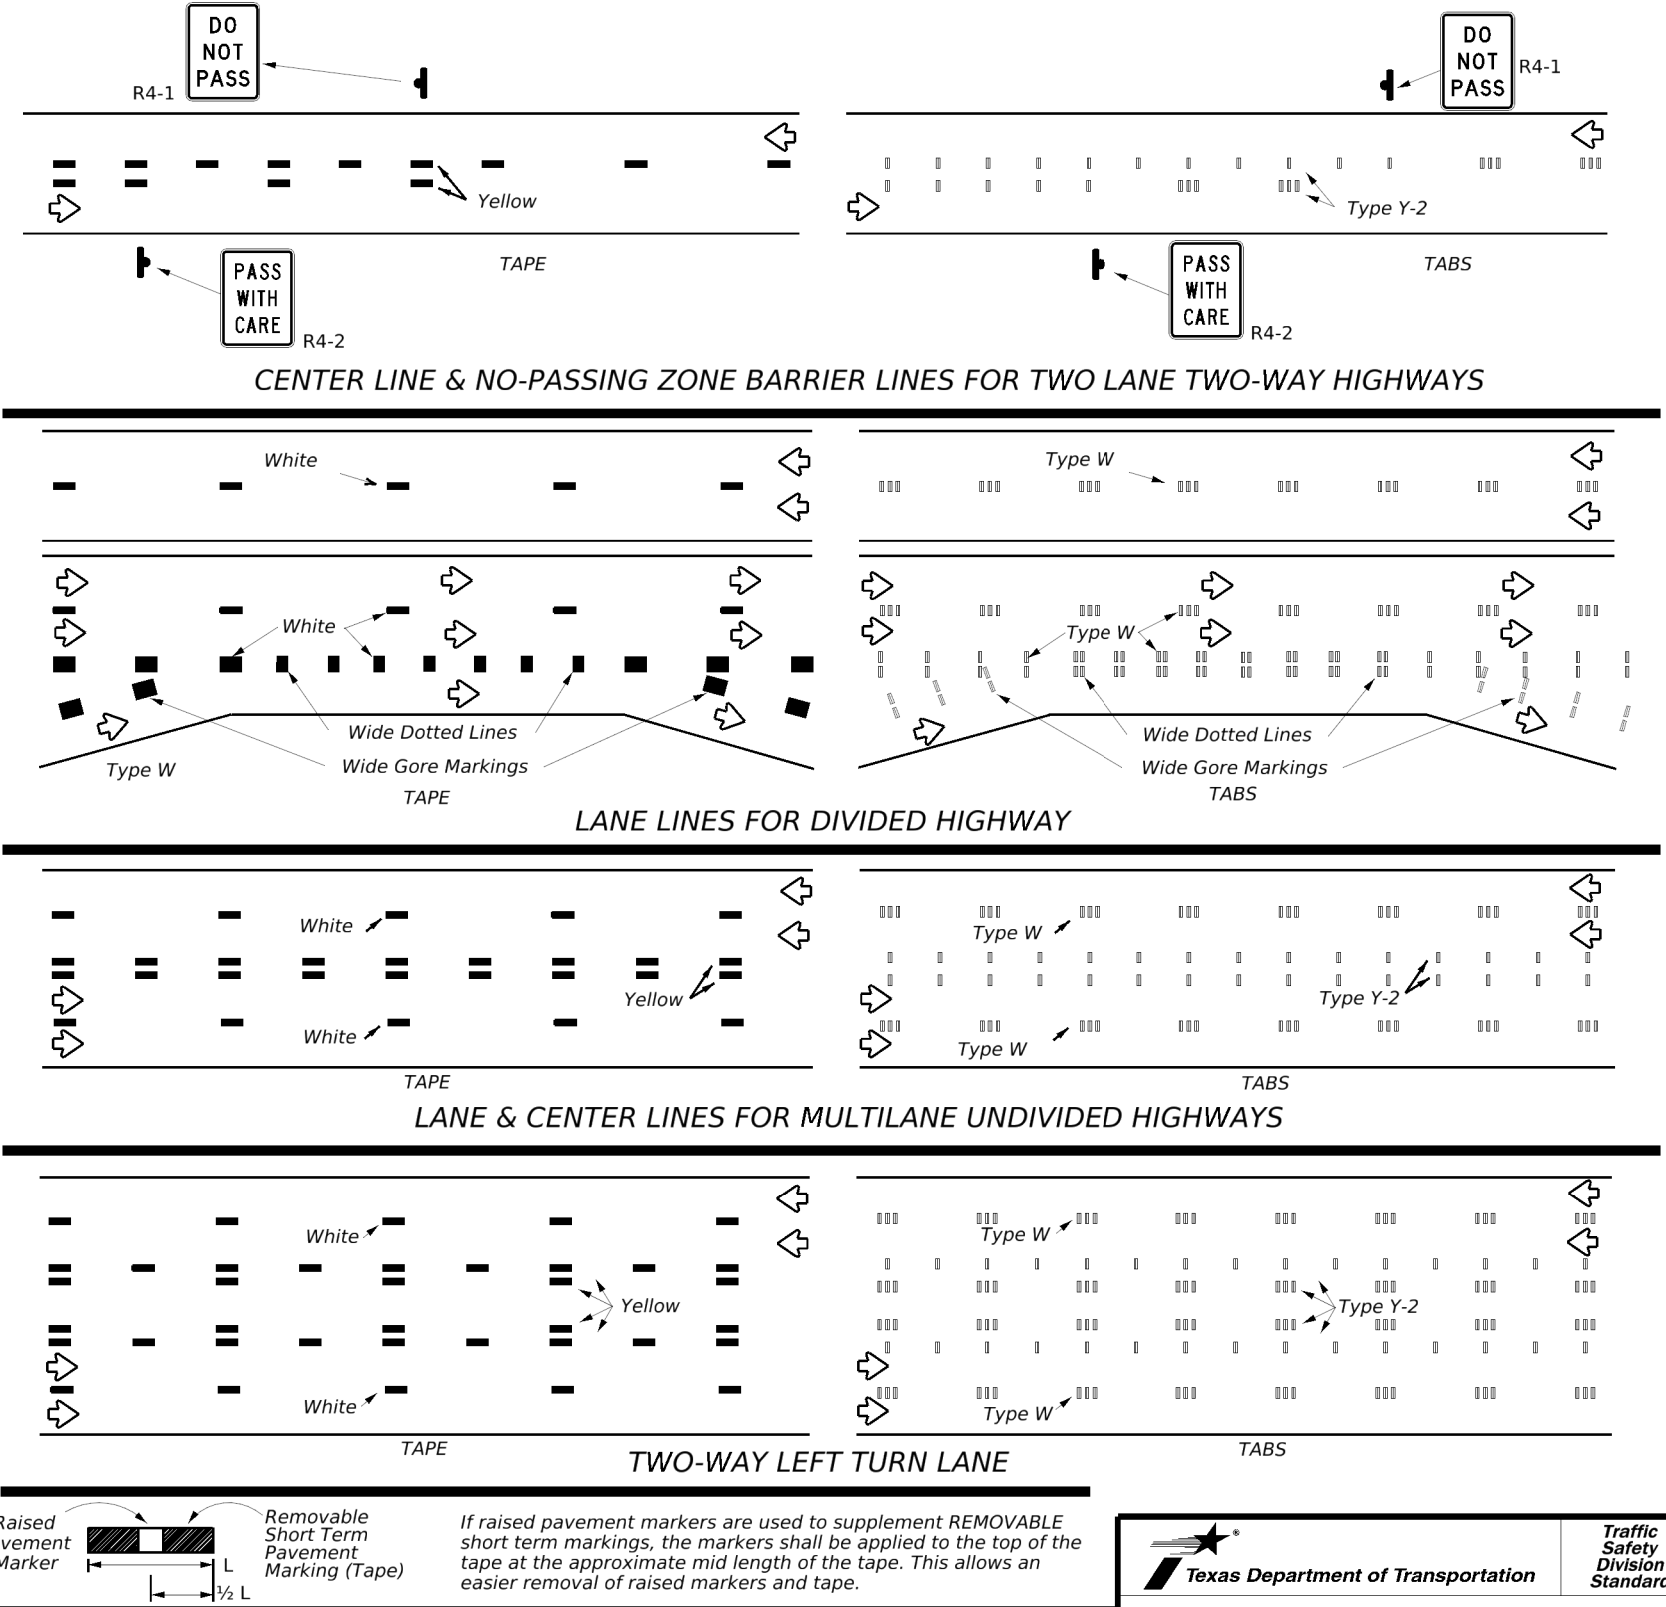 DO
NOT
PASS
R4-1
Yellow
PASS
WITH
CARE
R4-2
TAPE
DO
NOT
PASS
R4-1
Type Y-2
PASS
WITH
CARE
R4-2
TABS
CENTER LINE & NO-PASSING ZONE BARRIER LINES FOR TWO LANE TWO-WAY HIGHWAYS
White
Type W
White
Wide Dotted Lines
Wide Gore Markings
Type W
TAPE
Type W
Wide Dotted Lines
Wide Gore Markings
TABS
LANE LINES FOR DIVIDED HIGHWAY
White
Yellow
White
TAPE
Type W
Type Y-2
Type W
TABS
LANE & CENTER LINES FOR MULTILANE UNDIVIDED HIGHWAYS
White
Yellow
White
TAPE
Type W
Type Y-2
Type W
TABS
TWO-WAY LEFT TURN LANE
Raised
vement
Marker
L
½ L
Removable
Short Term
Pavement
Marking (Tape)
If raised pavement markers are used to supplement REMOVABLE
short term markings, the markers shall be applied to the top of the
tape at the approximate mid length of the tape. This allows an
easier removal of raised markers and tape.
®
Texas Department of Transportation
Traffic
Safety
Division
Standard